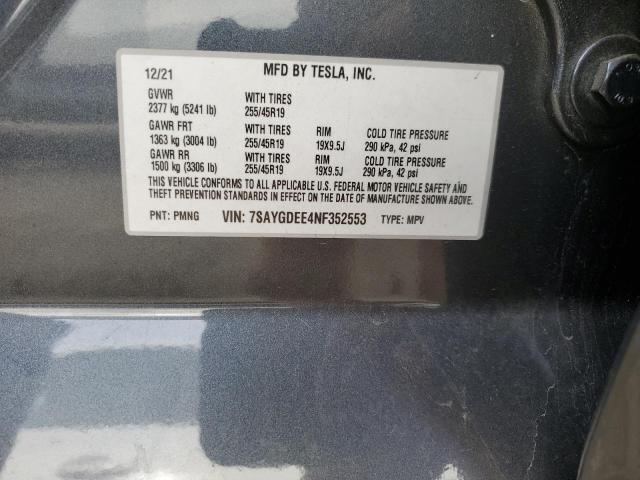 12/21 MFD BY TESLA, INC.
GVWR WITH TIRES
2377 kg (5241 lb) 255/45R19
GAWR FRT WITH TIRES RIM COLD TIRE PRESSURE
1363 kg (3004 lb) 255/45R19 19X9.5J 290 kPa, 42 psi
GAWR RR WITH TIRES RIM COLD TIRE PRESSURE
1500 kg (3306 lb) 255/45R19 19X9.5J 290 kPa, 42 psi
THIS VEHICLE CONFORMS TO ALL APPLICABLE U.S. FEDERAL MOTOR VEHICLE SAFETY AND
THEFT PREVENTION STANDARDS IN EFFECT ON THE DATE OF MANUFACTURE SHOWN ABOVE.
PNT: PMNG VIN: 7SAYGDEE4NF352553 TYPE: MPV